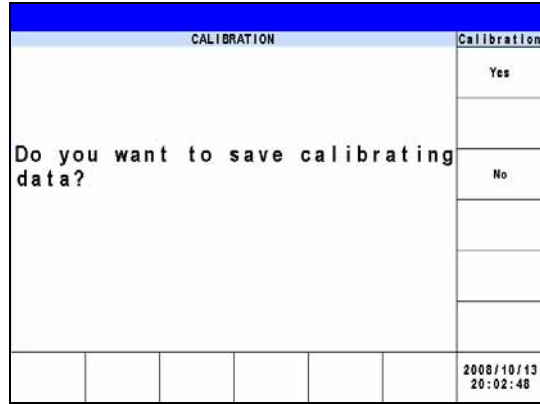 CALIBRATION
Calibration
Yes
Do you want to save calibrating
data?
No
2008/10/13
20:02:48